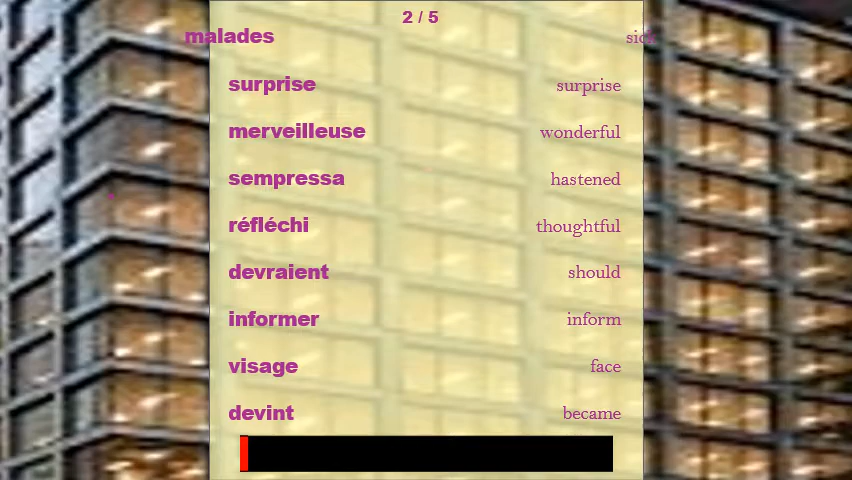 2 / 5
malades sick
surprise surprise
merveilleuse wonderful
sempressa hastened
réfléchi thoughtful
devraient should
informer inform
visage face
devint became